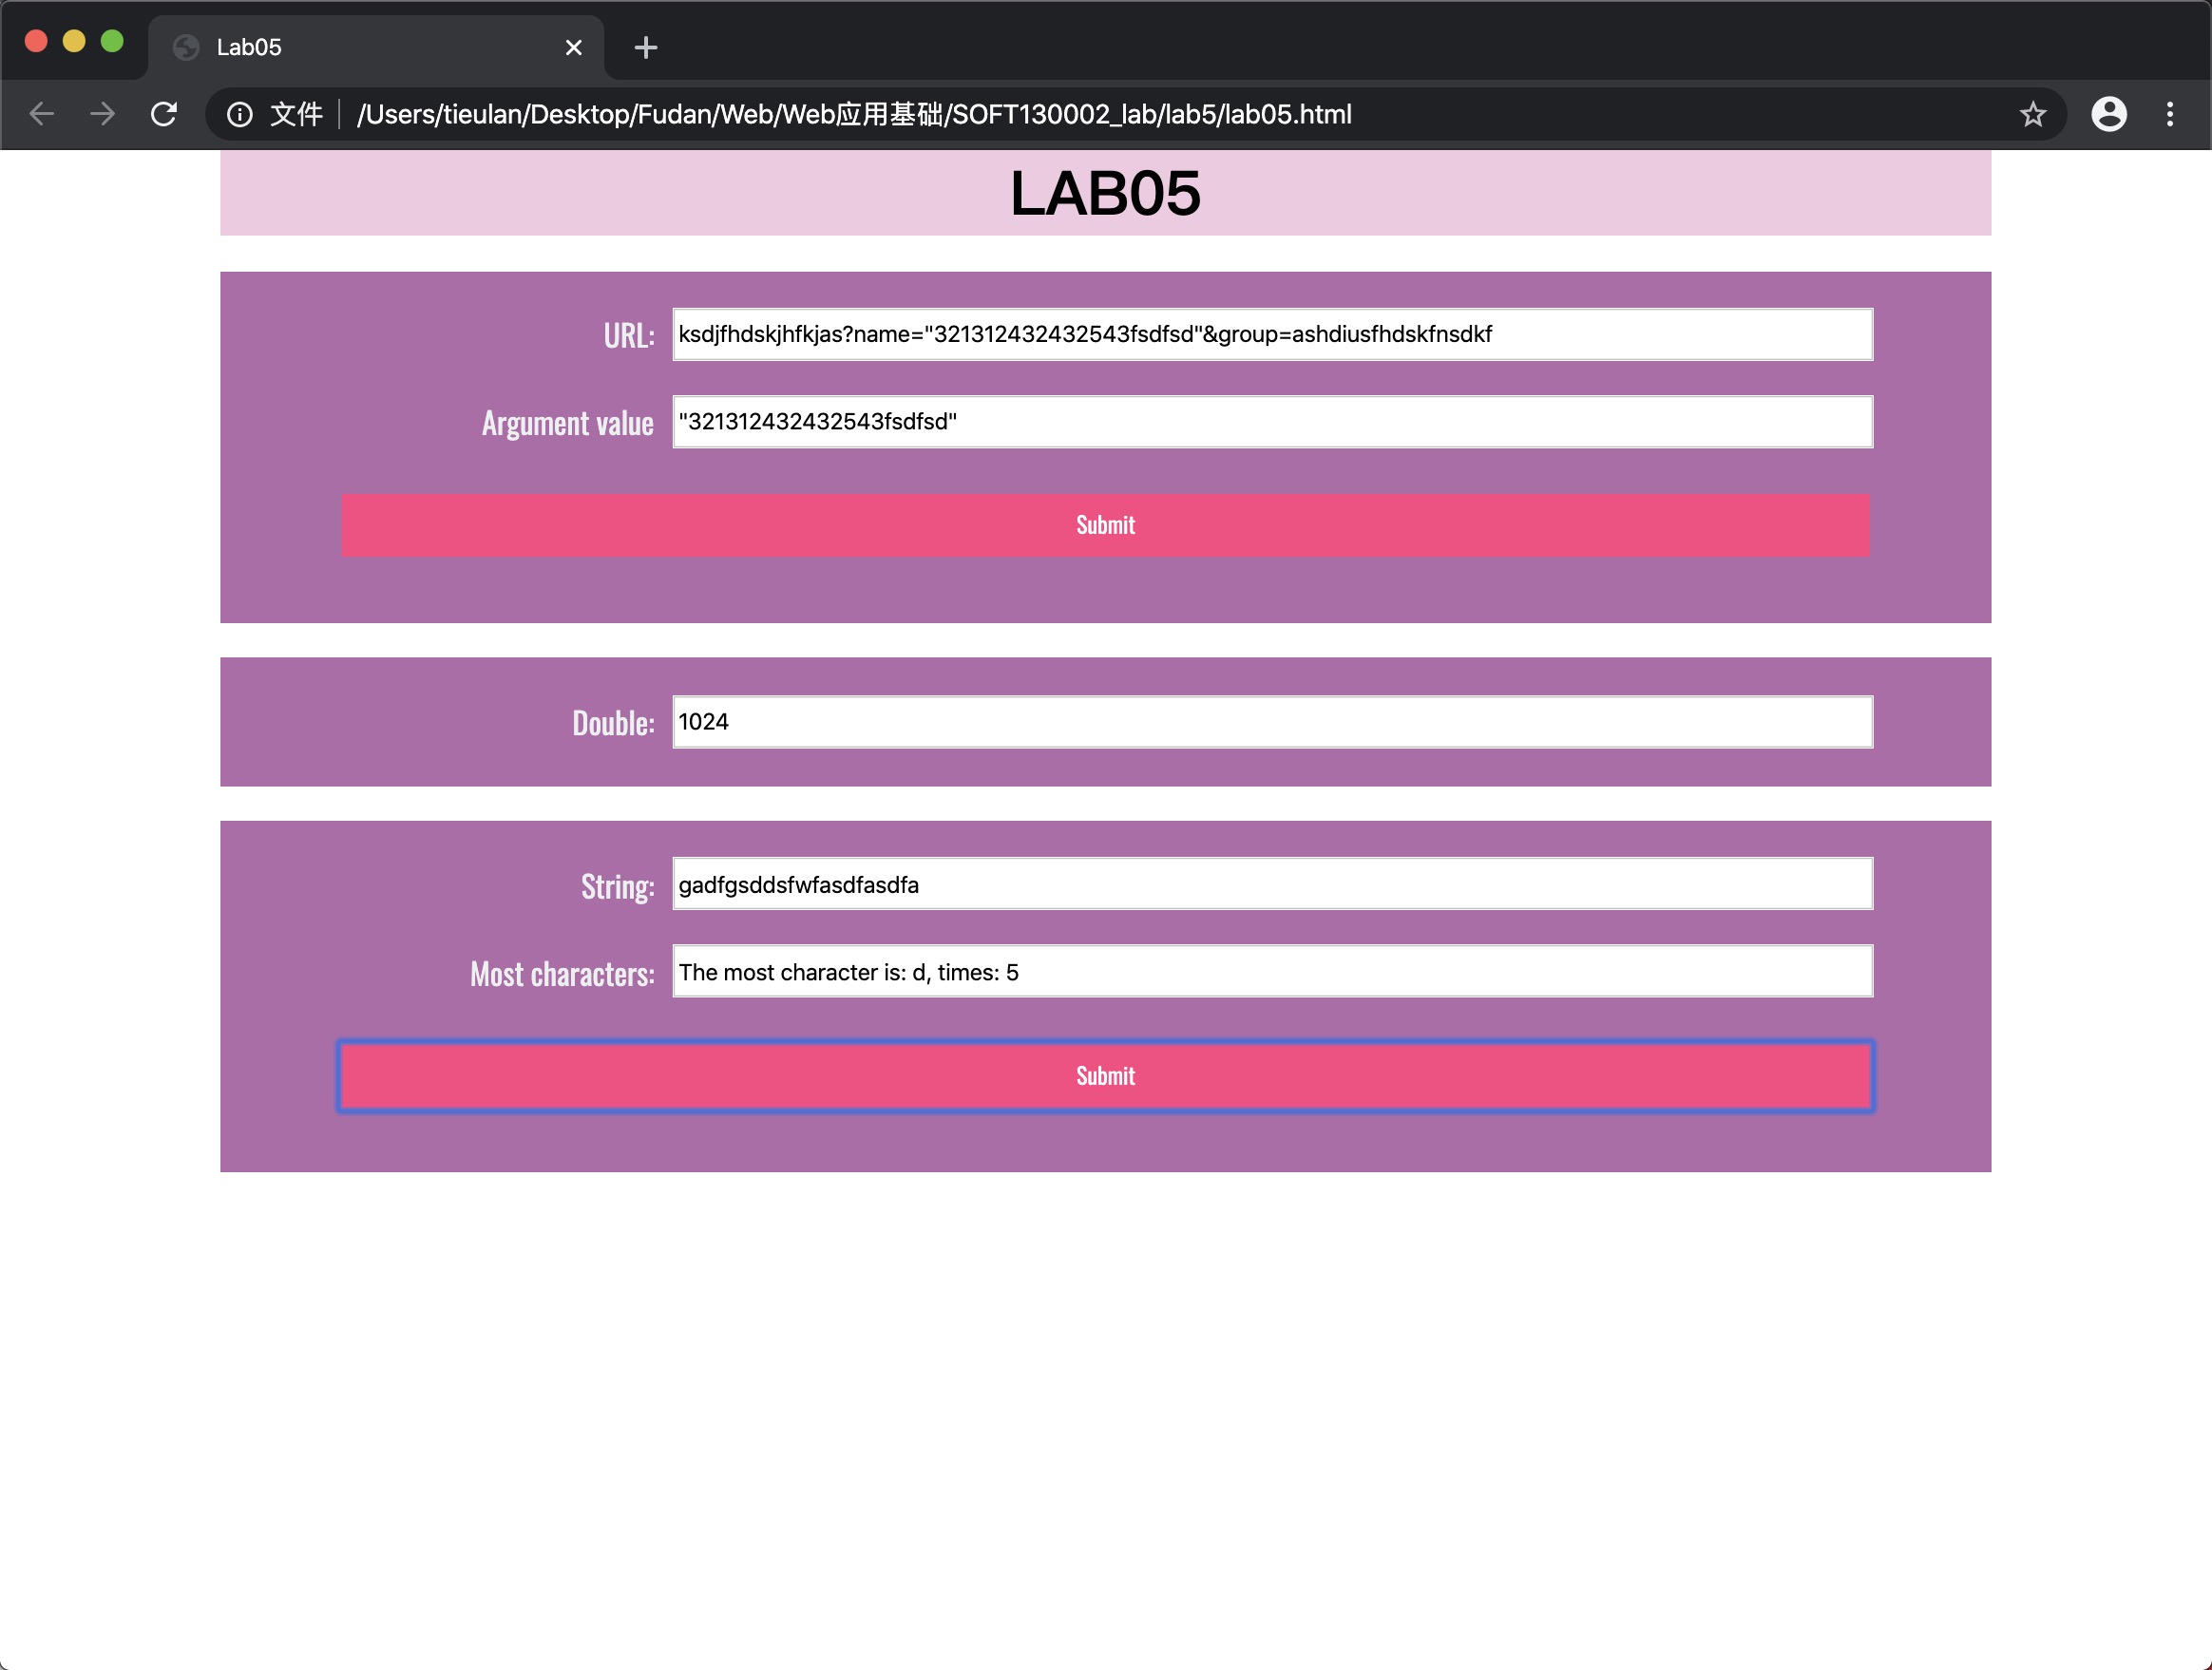 Lab05
文件 /Users/tieulan/Desktop/Fudan/Web/Web应用基础/SOFT130002_lab/lab5/lab05.html
LAB05
URL: ksdjfhdskjhfkjas?name="321312432432543fsdfsd"&group=ashdiusfhdskfnsdkf
Argument value "321312432432543fsdfsd"
Submit
Double: 1024
String: gadfgsddsfwfasdfasdfa
Most characters: The most character is: d, times: 5
Submit